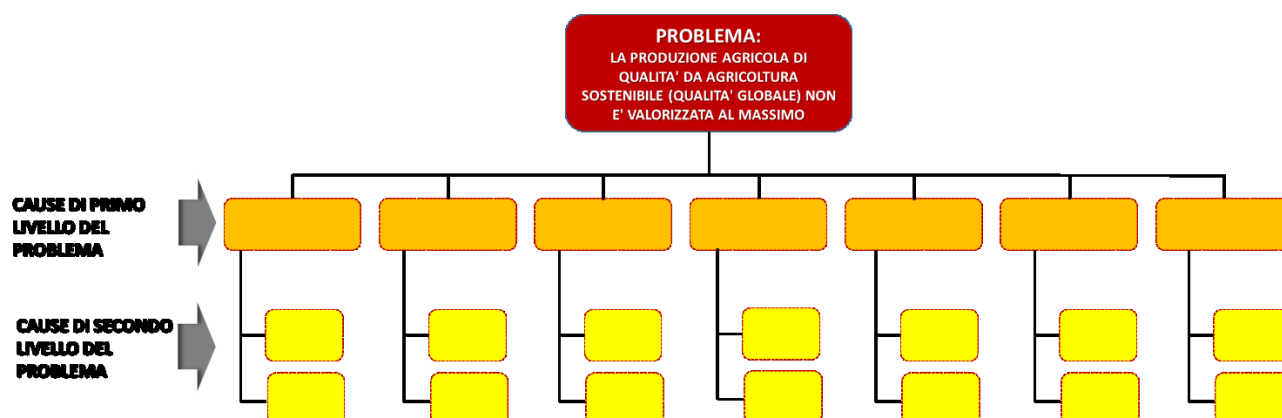 PROBLEMA:
LA PRODUZIONE AGRICOLA DI
QUALITA' DA AGRICOLTURA
SOSTENIBILE (QUALITA' GLOBALE) NON
E' VALORIZZATA AL MASSIMO
CAUSE DI PRIMO
LIVELLO DEL
PROBLEMA
CAUSE DI SECONDO
LIVELLO DEL
PROBLEMA